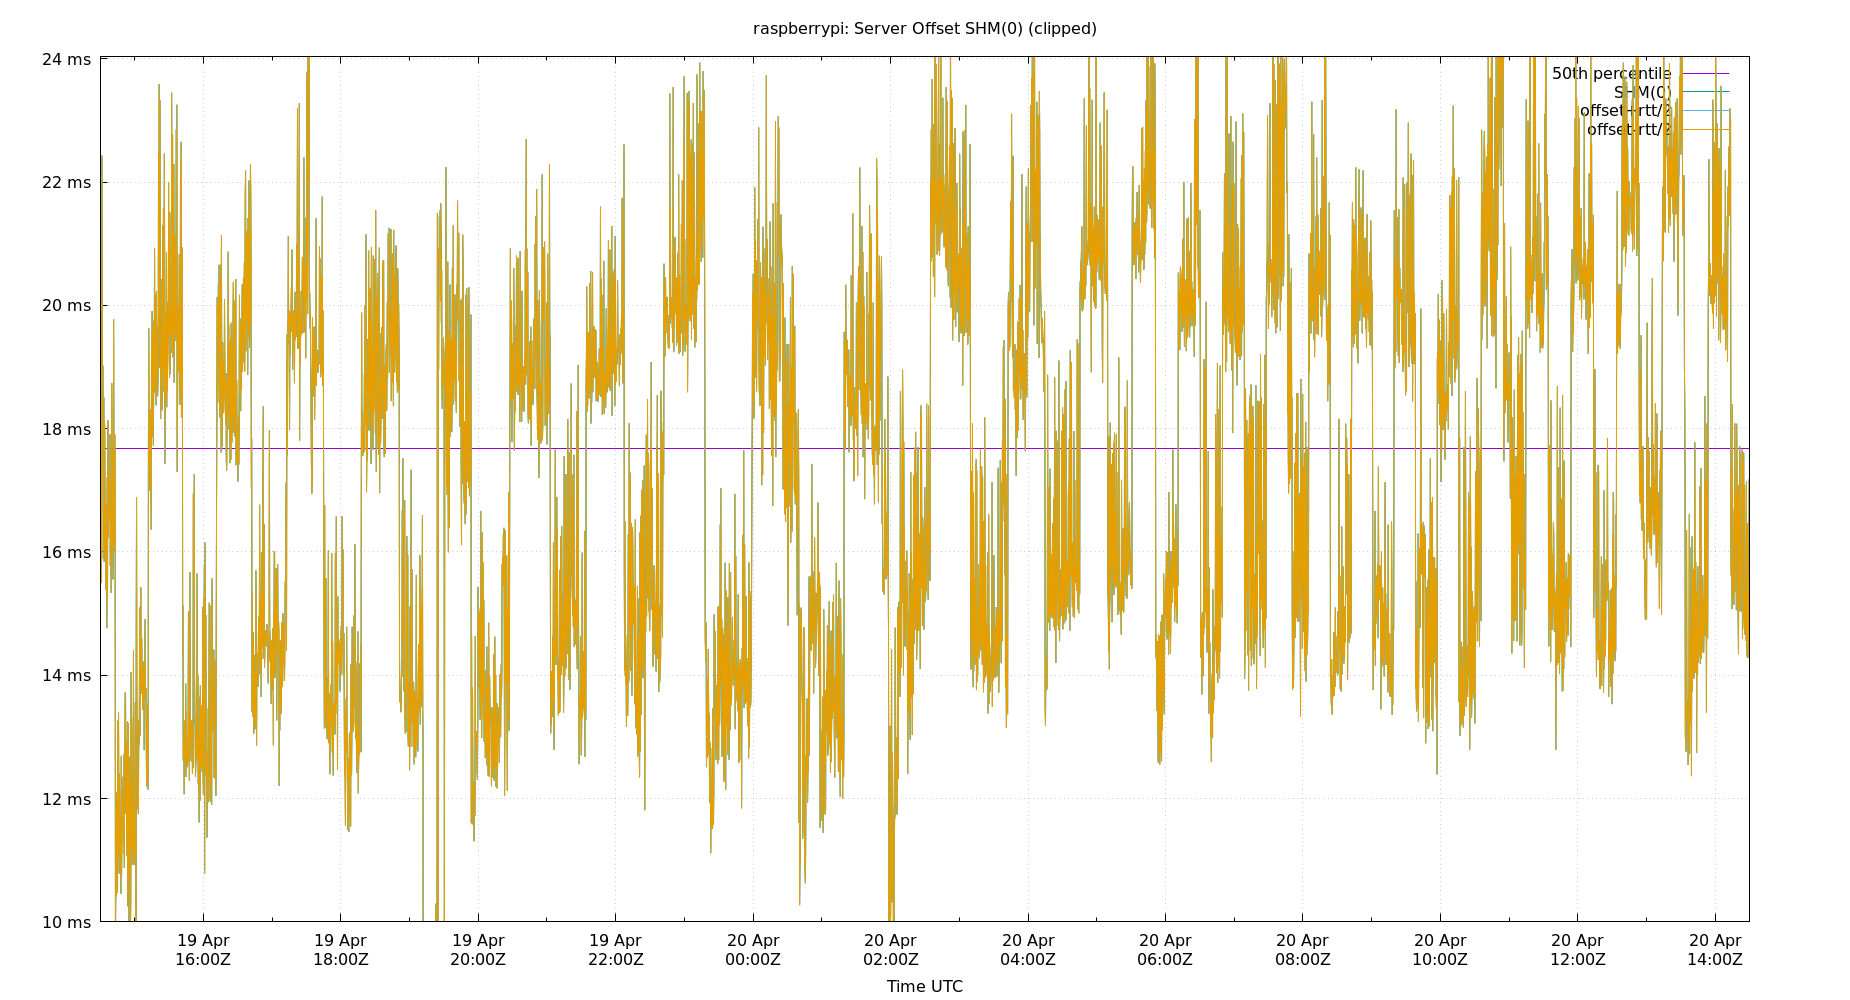 raspberrypi: Server Offset SHM(0) (clipped)
24 ms
22 ms
20 ms
18 ms
16 ms
14 ms
12 ms
10 ms
50th percentile
SHM(0)
offset+rtt/2
offset-rtt/2
19 Apr 16:00Z
19 Apr 18:00Z
19 Apr 20:00Z
19 Apr 22:00Z
20 Apr 00:00Z
20 Apr 02:00Z
20 Apr 04:00Z
20 Apr 06:00Z
20 Apr 08:00Z
20 Apr 10:00Z
20 Apr 12:00Z
20 Apr 14:00Z
Time UTC